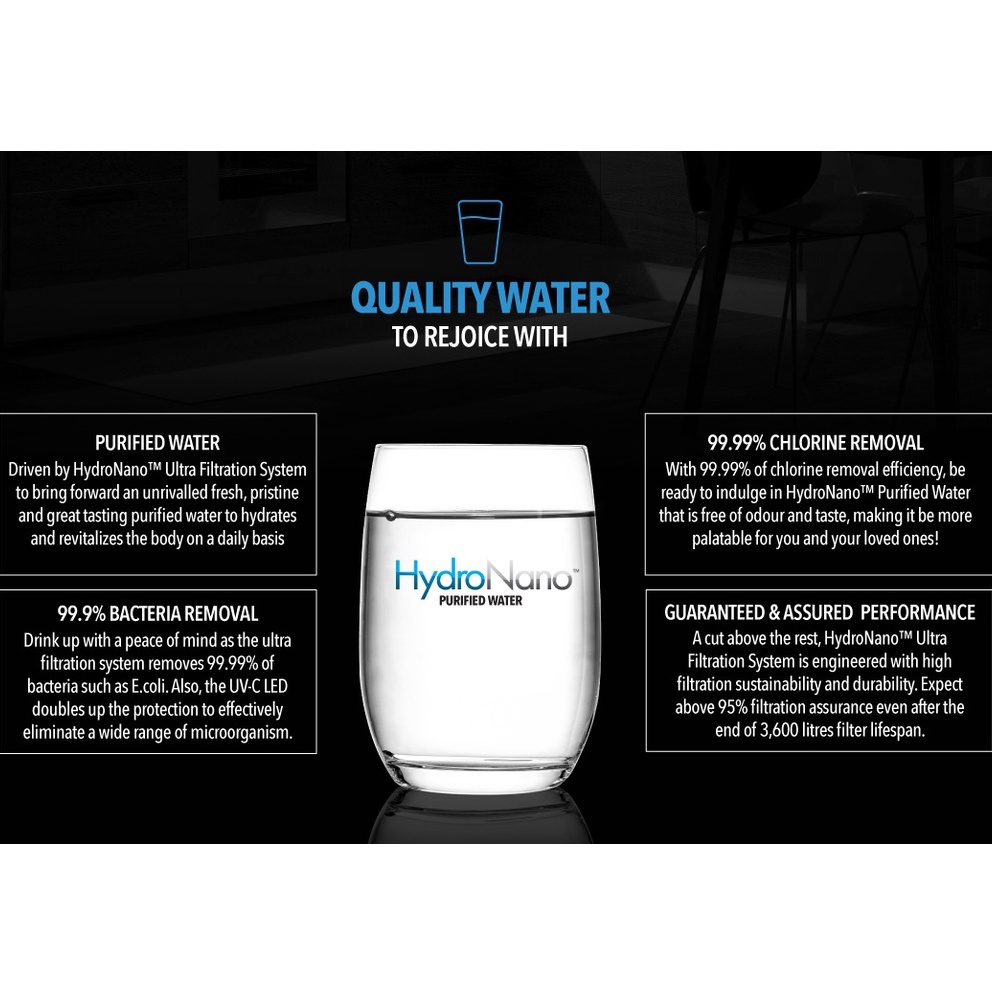 QUALITY WATER
TO REJOICE WITH
PURIFIED WATER
Driven by HydroNano™ Ultra Filtration System
to bring forward an unrivalled fresh, pristine
and great tasting purified water to hydrates
and revitalizes the body on a daily basis
99.9% BACTERIA REMOVAL
Drink up with a peace of mind as the ultra
filtration system removes 99.99% of
bacteria such as E.coli. Also, the UV-C LED
doubles up the protection to effectively
eliminate a wide range of microorganism.
HydroNano™
PURIFIED WATER
99.99% CHLORINE REMOVAL
With 99.99% of chlorine removal efficiency, be
ready to indulge in HydroNano™ Purified Water
that is free of odour and taste, making it be more
palatable for you and your loved ones!
GUARANTEED & ASSURED PERFORMANCE
A cut above the rest, HydroNano™ Ultra
Filtration System is engineered with high
filtration sustainability and durability. Expect
above 95% filtration assurance even after the
end of 3,600 litres filter lifespan.